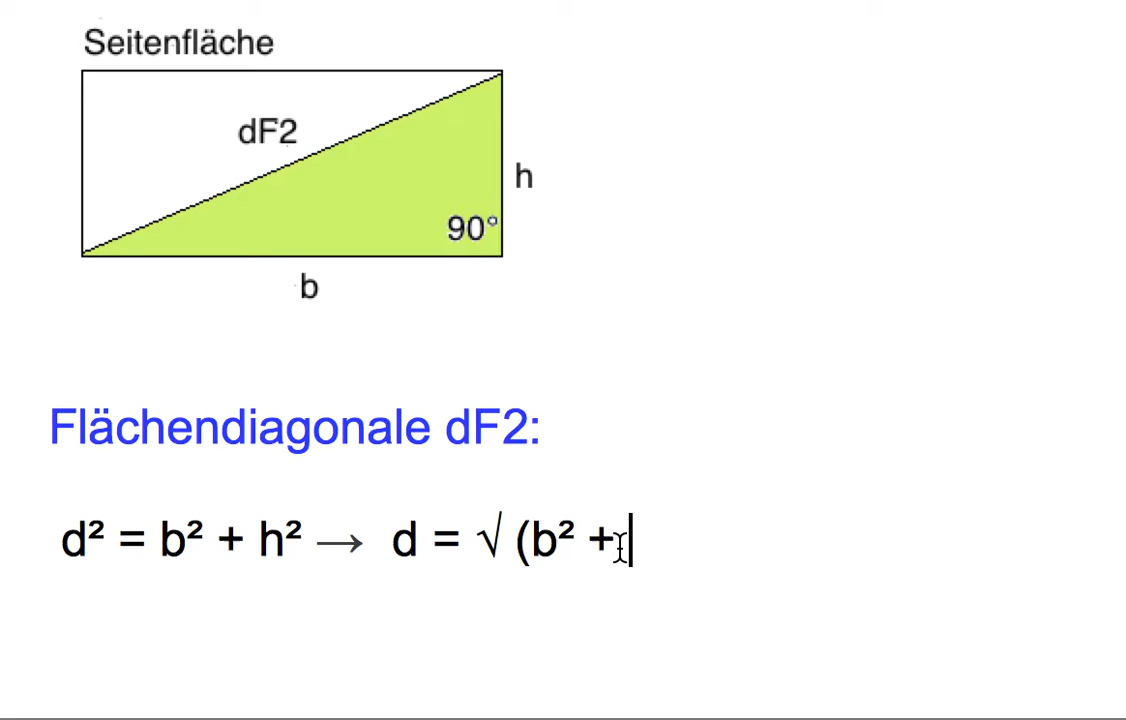 Seitenfläche
dF2
h
90°
b
Flächendiagonale dF2:
d² = b² + h² → d = √ (b² +